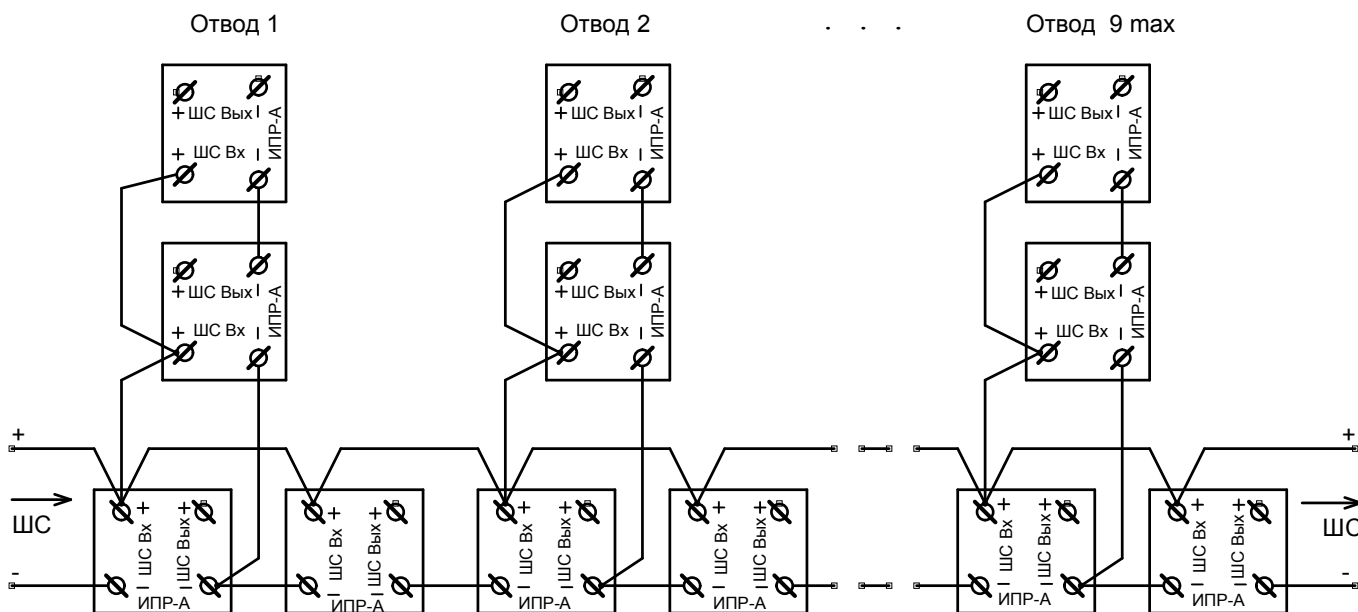 Отвод 1
Отвод 2
. . .
Отвод 9 max
+ ШС Вых –
+ ШС Вх –
ИПР-А
+ ШС Вых –
+ ШС Вх –
ИПР-А
+ ШС Вых –
+ ШС Вх –
ИПР-А
+ ШС Вых –
+ ШС Вх –
ИПР-А
+ ШС Вых –
+ ШС Вх –
ИПР-А
+ ШС Вых –
+ ШС Вх –
ИПР-А
+
+
ШС
ШС
– ШС Вх +
– ШС Вых +
ИПР-А
– ШС Вх +
– ШС Вых +
ИПР-А
– ШС Вх +
– ШС Вых +
ИПР-А
– ШС Вх +
– ШС Вых +
ИПР-А
– ШС Вх +
– ШС Вых +
ИПР-А
– ШС Вх +
– ШС Вых +
ИПР-А
-
-